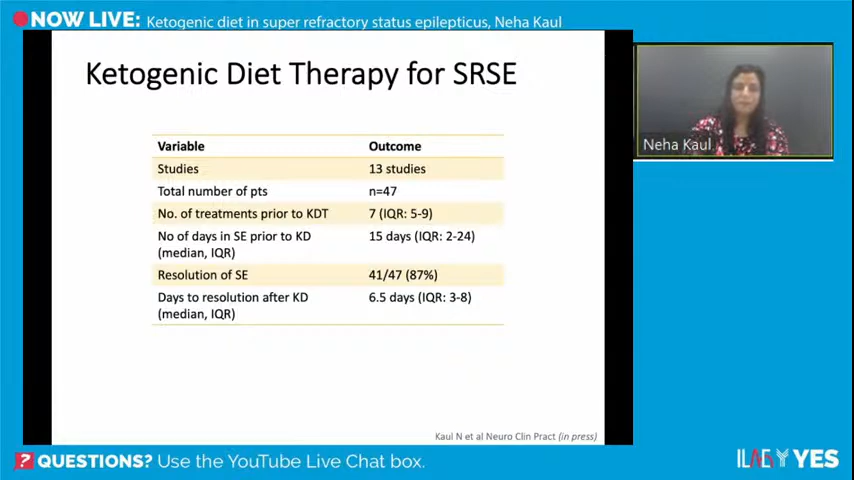 NOW LIVE: Ketogenic diet in super refractory status epilepticus, Neha Kaul
Ketogenic Diet Therapy for SRSE
Variable Outcome
Studies 13 studies
Total number of pts n=47
No. of treatments prior to KDT 7 (IQR: 5-9)
No of days in SE prior to KD 15 days (IQR: 2-24)
(median, IQR)
Resolution of SE 41/47 (87%)
Days to resolution after KD 6.5 days (IQR: 3-8)
(median, IQR)
Kaul N et al Neuro Clin Pract (in press)
Neha Kaul
? QUESTIONS? Use the YouTube Live Chat box.
ILAE YES